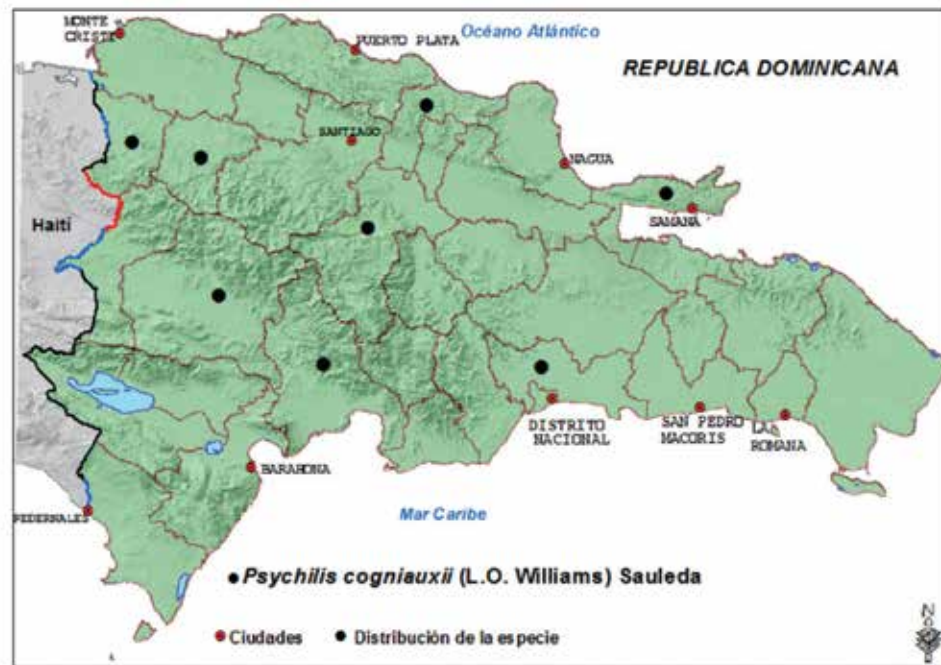 MONTE
CRISTI
PUERTO PLATA
Océano Atlántico
REPUBLICA DOMINICANA
SANTIAGO
NAGUA
SAMANA
Haití
DISTRITO
NACIONAL
SAN PEDRO
MACORIS
LA
ROMANA
BARAHONA
PEDERNALES
Mar Caribe
Psychilis cogniauxii (L.O. Williams) Sauleda
Ciudades
Distribución de la especie